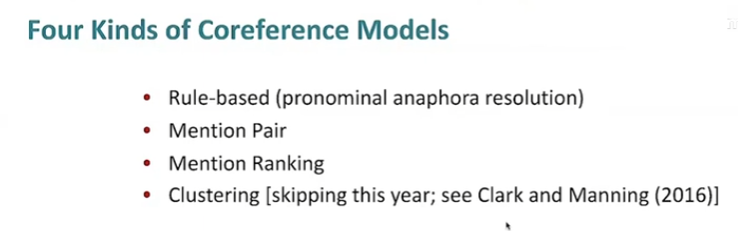 Four Kinds of Coreference Models
• Rule-based (pronominal anaphora resolution)
• Mention Pair
• Mention Ranking
• Clustering [skipping this year; see Clark and Manning (2016)]